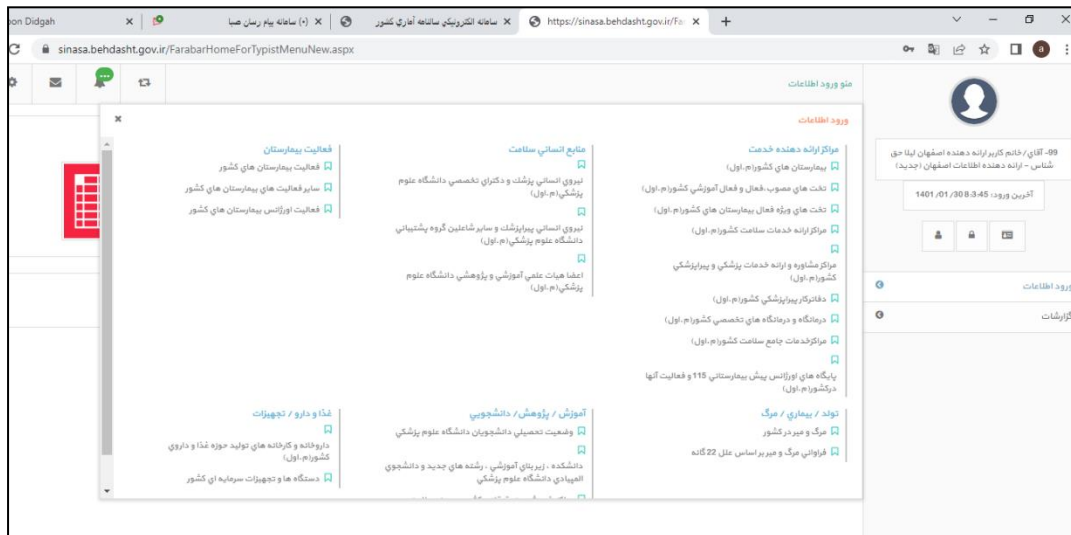 oon Didgah
(۰) سامانه پیام رسان صبا
سامانه الکترونیکی سالنامه آماری کشور
https://sinasa.behdasht.gov.ir/Far
sinasa.behdasht.gov.ir/FarabarHomeForTypistMenuNew.aspx
a
منو ورود اطلاعات
ورود اطلاعات
مراکز ارائه دهنده خدمت
بیمارستان های کشور(م.اول)
تخت های مصوب،فعال و فعال آموزشی کشور(م.اول)
تخت های ویژه فعال بیمارستان های کشور(م.اول)
مراکز ارائه خدمات سلامت کشور(م.اول)
مراکز مشاوره و ارائه خدمات پزشکی و پیراپزشکی
کشور(م.اول)
دفاترکار پیراپزشکی کشور(م.اول)
درمانگاه و درمانگاه های تخصصی کشور(م.اول)
مراکزخدمات جامع سلامت کشور(م.اول)
پایگاه های اورژانس پیش بیمارستانی 115 و فعالیت آنها
درکشور(م.اول)
منابع انسانی سلامت
نیروی انسانی پزشک و دکترای تخصصی دانشگاه علوم
پزشکی(م.اول)
نیروی انسانی پیراپزشک و سایر شاغلین گروه پشتیبانی
دانشگاه علوم پزشکی(م.اول)
اعضا هیات علمی آموزشی و پژوهشی دانشگاه علوم
پزشکی(م.اول)
فعالیت بیمارستان
فعالیت بیمارستان های کشور
سایر فعالیت های بیمارستان های کشور
فعالیت اورژانس بیمارستان های کشور
تولد / بیماری / مرگ
مرگ و میر در کشور
فراوانی مرگ و میر بر اساس علل 22 گانه
آموزش / پژوهش/ دانشجویی
وضعیت تحصیلی دانشجویان دانشگاه علوم پزشکی
دانشکده ، زیربنای آموزشی ، رشته های جدید و دانشجوی
المپیادی دانشگاه علوم پزشکی
غذا و دارو / تجهیزات
داروخانه و کارخانه های تولید حوزه غذا و داروی
کشور(م.اول)
دستگاه ها و تجهیزات سرمایه ای کشور
99- آقای/خانم کاربر ارائه دهنده اصفهان لیلا حق
شناس - ارائه دهنده اطلاعات اصفهان (جدید)
آخرین ورود: 1401/01/30 8:3:45
ورود اطلاعات
گزارشات